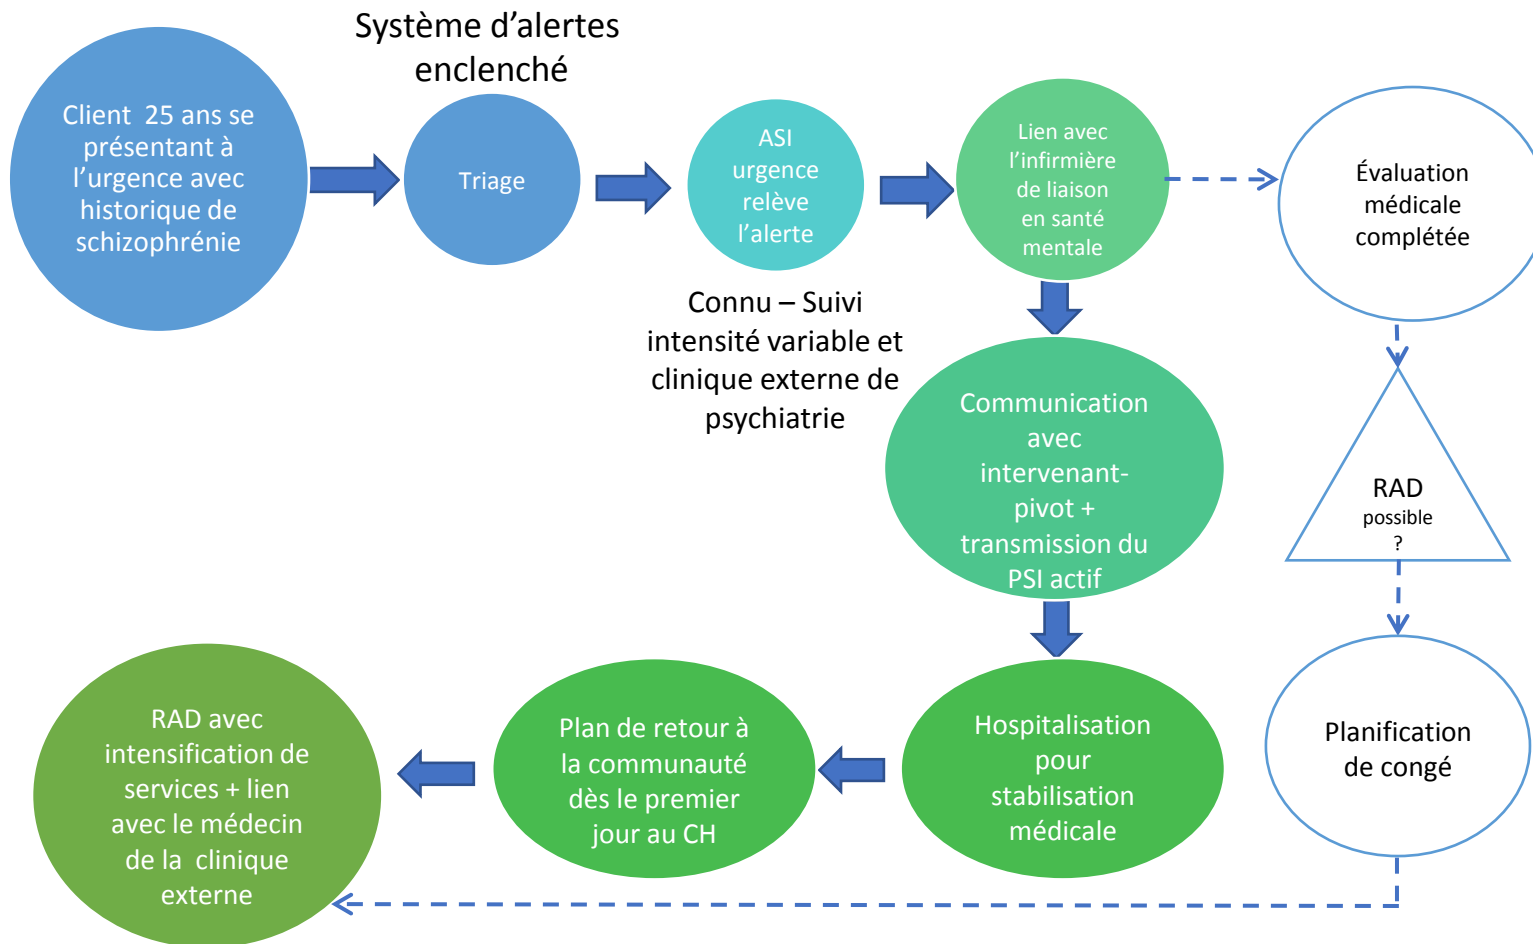 Système d’alertes
enclenché
Client  25 ans se
présentant à
l’urgence avec
historique de
schizophrénie
Triage
ASI
urgence
relève
l’alerte
Connu – Suivi
intensité variable et
clinique externe de
psychiatrie
Lien avec
l’infirmière
de liaison
en santé
mentale
Évaluation
médicale
complétée
Communication
avec
intervenant-
pivot +
transmission du
PSI actif
RAD
possible
?
Planification
de congé
Hospitalisation
pour
stabilisation
médicale
Plan de retour à
la communauté
dès le premier
jour au CH
RAD avec
intensification de
services + lien
avec le médecin
de la  clinique
externe